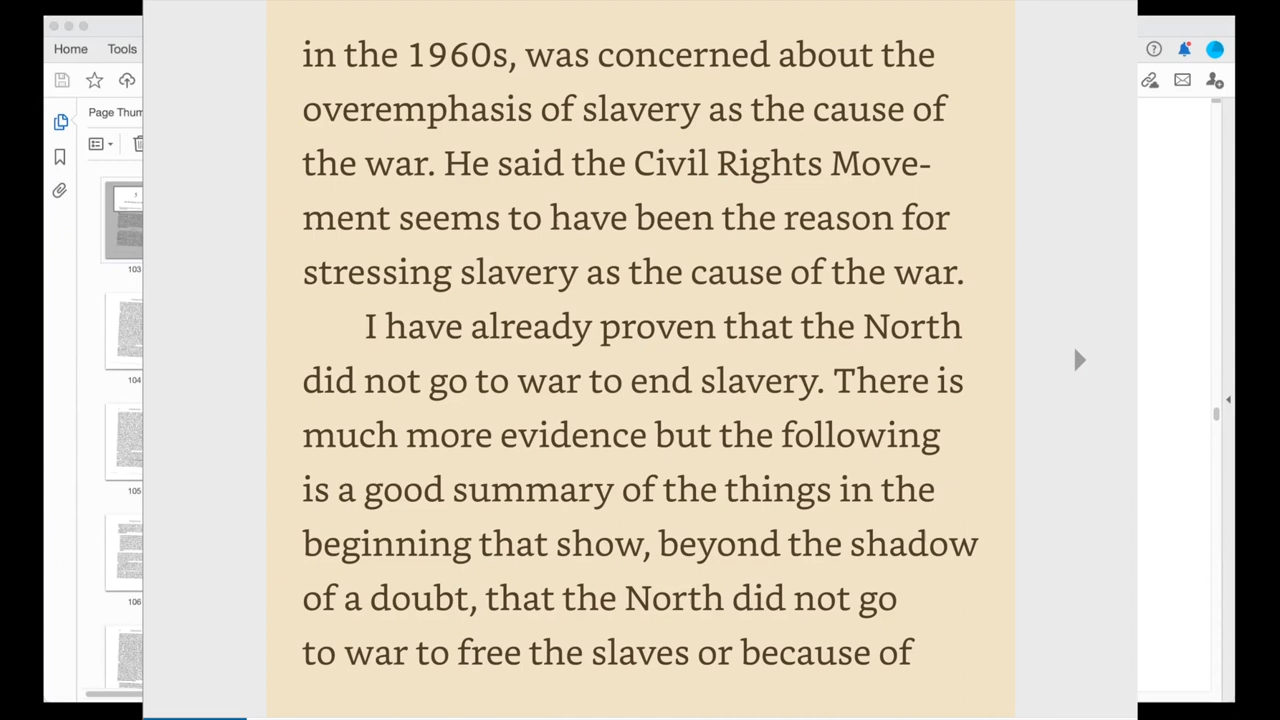 Home Tools
Page Thum
103
104
105
106
in the 1960s, was concerned about the
overemphasis of slavery as the cause of
the war. He said the Civil Rights Move-
ment seems to have been the reason for
stressing slavery as the cause of the war.
I have already proven that the North
did not go to war to end slavery. There is
much more evidence but the following
is a good summary of the things in the
beginning that show, beyond the shadow
of a doubt, that the North did not go
to war to free the slaves or because of